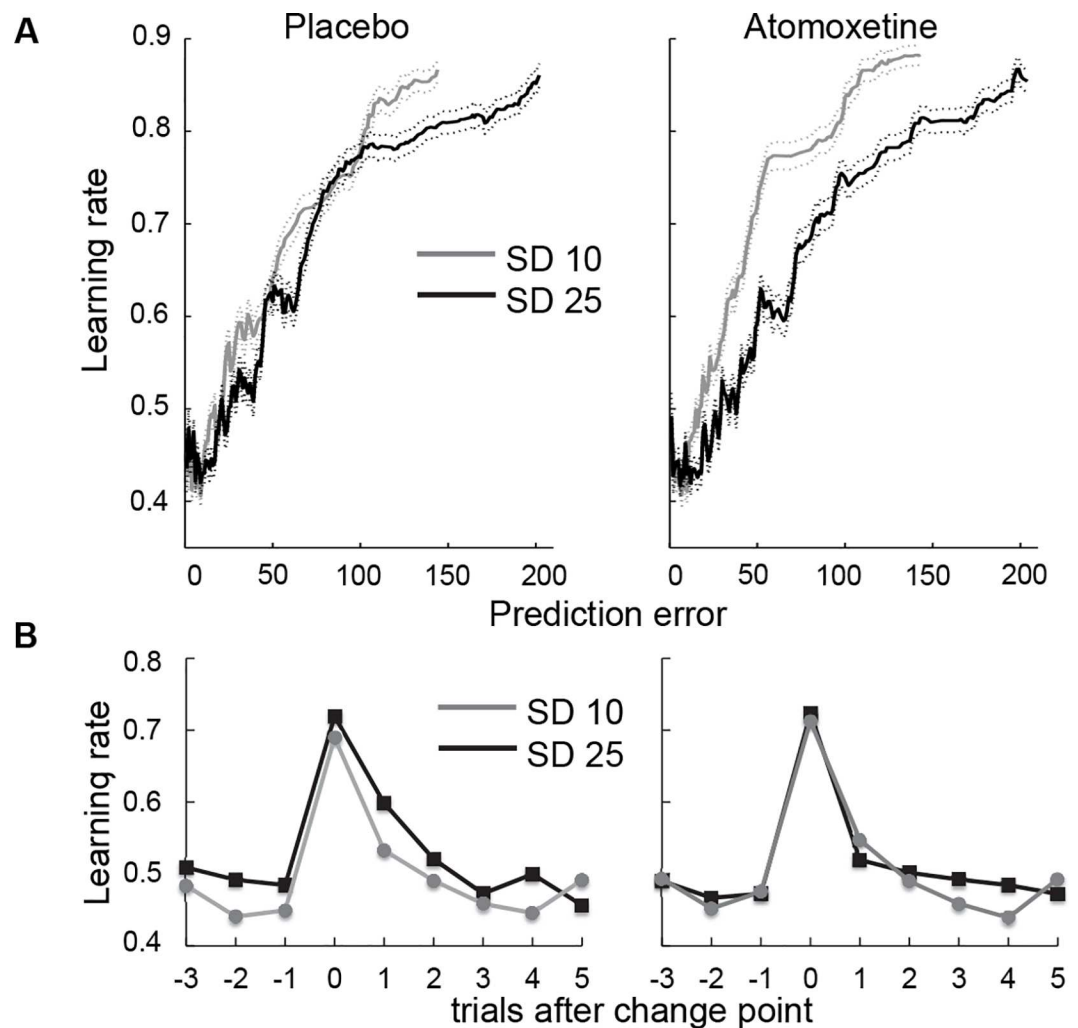 A
Placebo
Atomoxetine
Learning rate
0.9
0.8
0.7
0.6
0.5
0.4
SD 10
SD 25
0 50 100 150 200
0 50 100 150 200
Prediction error
B
Learning rate
0.8
0.7
0.6
0.5
0.4
SD 10
SD 25
-3 -2 -1 0 1 2 3 4 5
-3 -2 -1 0 1 2 3 4 5
trials after change point